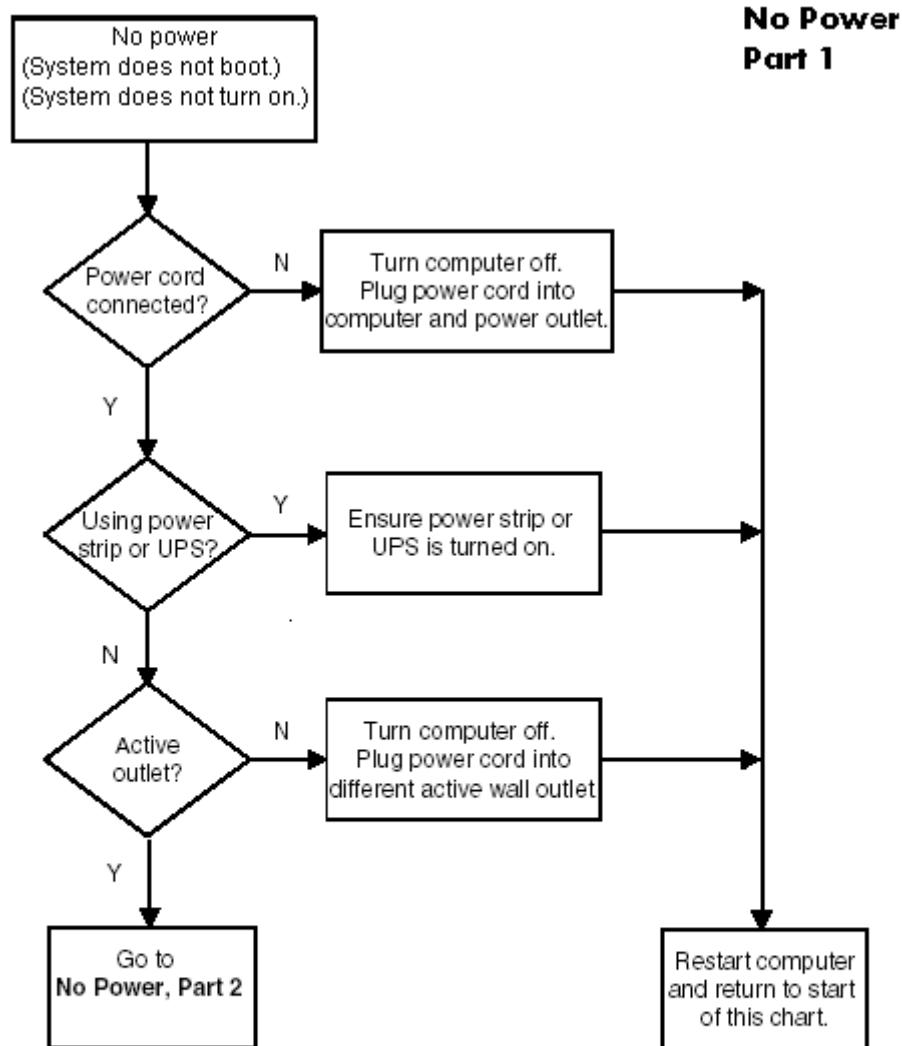 No Power
Part 1
No power
(System does not boot.)
(System does not turn on.)
Power cord
connected?
N
Turn computer off.
Plug power cord into
computer and power outlet.
Y
Using power
strip or UPS?
Y
Ensure power strip or
UPS is turned on.
N
Active
outlet?
N
Turn computer off.
Plug power cord into
different active wall outlet
Y
Go to
No Power, Part 2
Restart computer
and return to start
of this chart.